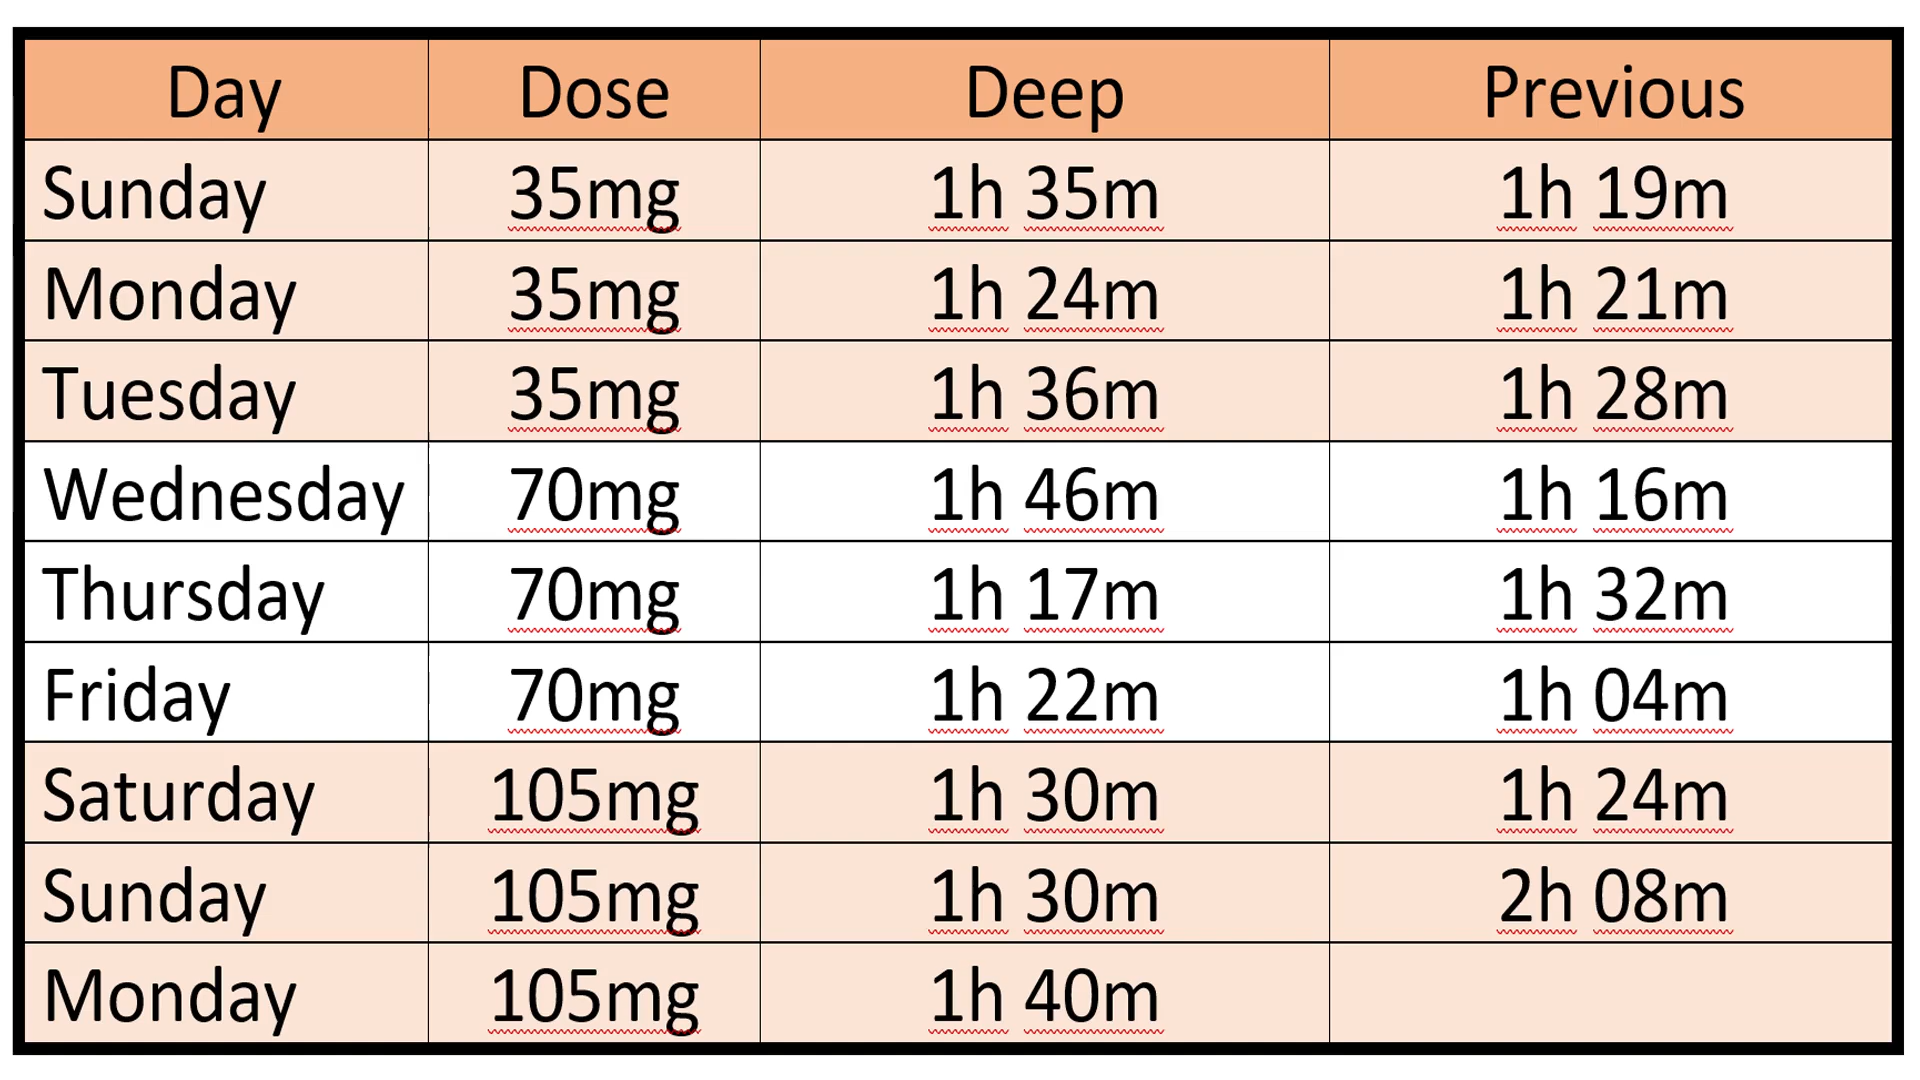 Day Dose Deep Previous
Sunday 35mg 1h 35m 1h 19m
Monday 35mg 1h 24m 1h 21m
Tuesday 35mg 1h 36m 1h 28m
Wednesday 70mg 1h 46m 1h 16m
Thursday 70mg 1h 17m 1h 32m
Friday 70mg 1h 22m 1h 04m
Saturday 105mg 1h 30m 1h 24m
Sunday 105mg 1h 30m 2h 08m
Monday 105mg 1h 40m